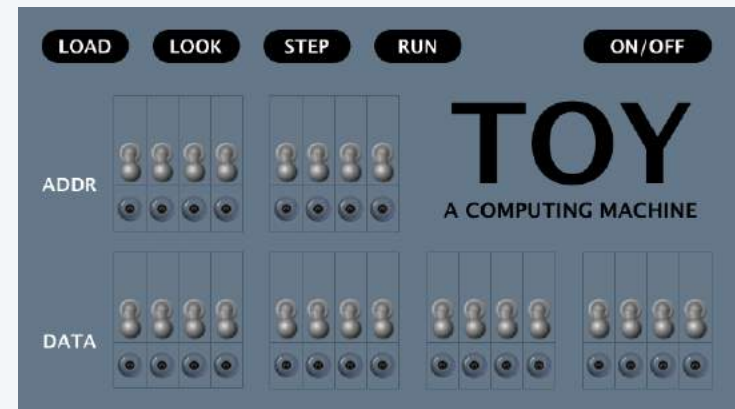 LOAD LOOK STEP RUN ON/OFF
TOY
ADDR
A COMPUTING MACHINE
DATA